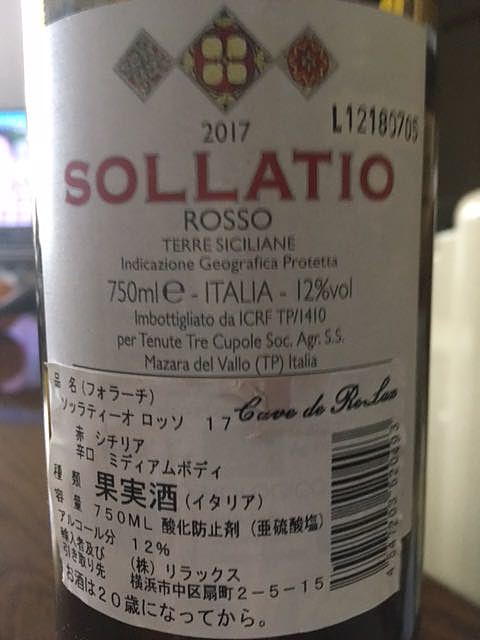 2017
L12180705
SOLLATIO
ROSSO
TERRE SICILIANE
Indicazione Geografica Protetta
750ml e - ITALIA - 12%vol
Imbottigliato da ICRF TP/1410
per Tenute Tre Cupole Soc. Agr. S.S.
Mazara del Vallo (TP) Italia
品 名 (フォラーチ)
ソッラティーオ ロッソ 17 Cave de ReLax
赤 シチリア
辛口 ミディアムボディ
種 類 果実酒 (イタリア)
容 量 750ML 酸化防止剤 (亜硫酸塩)
アルコール分 12%
輸入者及び (株) リラックス
引き取り先 横浜市中区扇町2-5-15
お酒は20歳になってから。